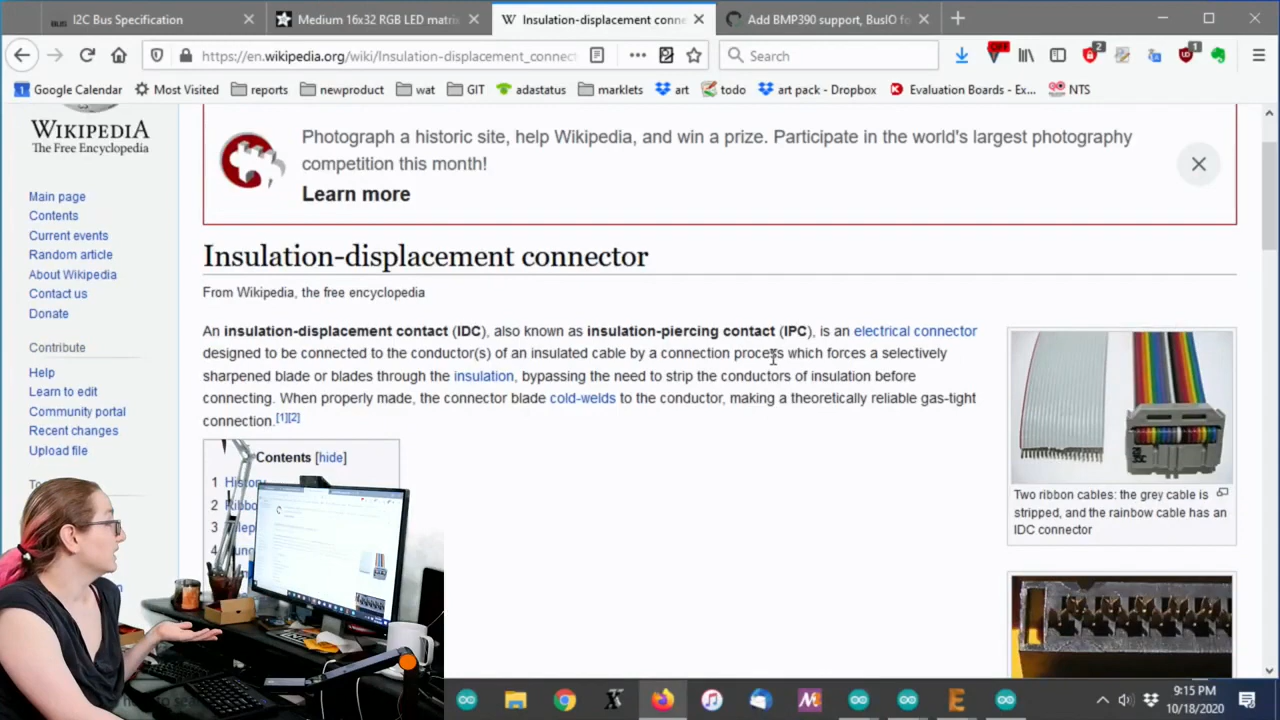 I2C Bus Specification
Medium 16x32 RGB LED matrix
Insulation-displacement conne
Add BMP390 support, BusIO fo
https://en.wikipedia.org/wiki/Insulation-displacement_connect
Search
OFF
2
1
Google Calendar
Most Visited
reports
newproduct
wat
GIT
adastatus
marklets
art
todo
art pack - Dropbox
Evaluation Boards - Ex...
NTS
WIKIPEDIA
The Free Encyclopedia
Main page
Contents
Current events
Random article
About Wikipedia
Contact us
Donate
Contribute
Help
Learn to edit
Community portal
Recent changes
Upload file
Photograph a historic site, help Wikipedia, and win a prize. Participate in the world's largest photography
competition this month!
Learn more
Insulation-displacement connector
From Wikipedia, the free encyclopedia
An insulation-displacement contact (IDC), also known as insulation-piercing contact (IPC), is an electrical connector
designed to be connected to the conductor(s) of an insulated cable by a connection process which forces a selectively
sharpened blade or blades through the insulation, bypassing the need to strip the conductors of insulation before
connecting. When properly made, the connector blade cold-welds to the conductor, making a theoretically reliable gas-tight
connection.[1][2]
Contents [hide]
1 History
2
3
4
Two ribbon cables: the grey cable is
stripped, and the rainbow cable has an
IDC connector
9:15 PM
10/18/2020